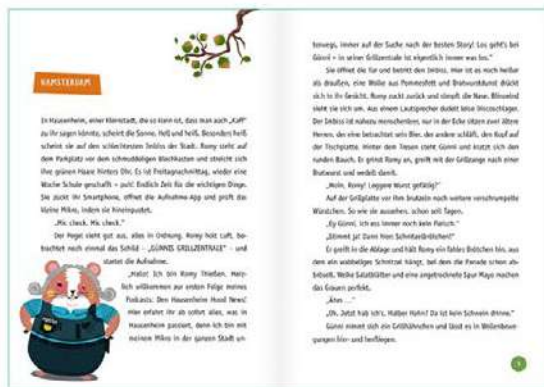 HAMSTERDAM
In Hausenheim, einer Kleinstadt, die so klein ist, dass man auch „Kaff"
zu ihr sagen könnte, scheint die Sonne. Hell und heiß. Besonders heiß
scheint sie auf den schlechtesten Imbiss der Stadt. Romy steht auf
dem Parkplatz vor dem schmuddeligen Blechkasten und streicht sich
ihre grünen Haare hinters Ohr. Es ist Freitagnachmittag, wieder eine
Woche Schule geschafft – puh! Endlich Zeit für die wichtigen Dinge.
Sie zückt ihr Smartphone, öffnet die Aufnahme-App und prüft das
kleine Mikro, indem sie hineinpustet.
„Mic check. Mic check."
Der Pegel sieht gut aus, alles in Ordnung. Romy holt Luft, be-
trachtet noch einmal das Schild – „GÜNNIS GRILLZENTRALE" – und
startet die Aufnahme.
„Hallo! Ich bin Romy Thießen. Herz-
lich willkommen zur ersten Folge meines
Podcasts: Den Hausenheim Hood News!
Hier erfahrt ihr ab sofort alles, was in
Hausenheim passiert, denn ich bin mit
meinem Mikro in der ganzen Stadt un-
terwegs, immer auf der Suche nach der besten Story! Los geht's bei
Günni – in seiner Grillzentrale ist eigentlich immer was los."
Sie öffnet die Tür und betritt den Imbiss. Hier ist es noch heißer
als draußen, eine Wolke aus Pommesfett und Bratwurstdunst drückt
sich in ihr Gesicht. Romy zuckt zurück und rümpft die Nase. Blinzelnd
sieht sie sich um. Aus einem Lautsprecher dudelt leise Discoschlager.
Der Imbiss ist nahezu menschenleer, nur in der Ecke sitzen zwei ältere
Herren, der eine betrachtet sein Bier, der andere schläft, den Kopf auf
der Tischplatte. Hinter dem Tresen steht Günni und kratzt sich den
runden Bauch. Er grinst Romy an, greift mit der Grillzange nach einer
Bratwurst und wedelt damit.
„Moin, Romy! Leggere Wurst gefällig?"
Auf der Grillplatte vor ihm brutzeln noch weitere verschrumpelte
Würstchen. So wie sie aussehen, schon seit Tagen.
„Ey Günni, ich ess immer noch kein Fleisch."
„Stimmt ja! Dann hier: Schnitzelbrötchen!"
Er greift in die Ablage und hält Romy ein fahles Brötchen hin, aus
dem ein wabbeliges Schnitzel hängt, bei dem die Panade schon ab-
bröselt. Welke Salatblätter und eine angetrocknete Spur Mayo machen
das Grauen perfekt.
„Ähm ..."
„Oh. Jetzt hab ich's. Halber Hahn? Da ist kein Schwein drinne."
Günni nimmt sich ein Grillhähnchen und lässt es in Wellenbewe-
gungen hin- und herfliegen.